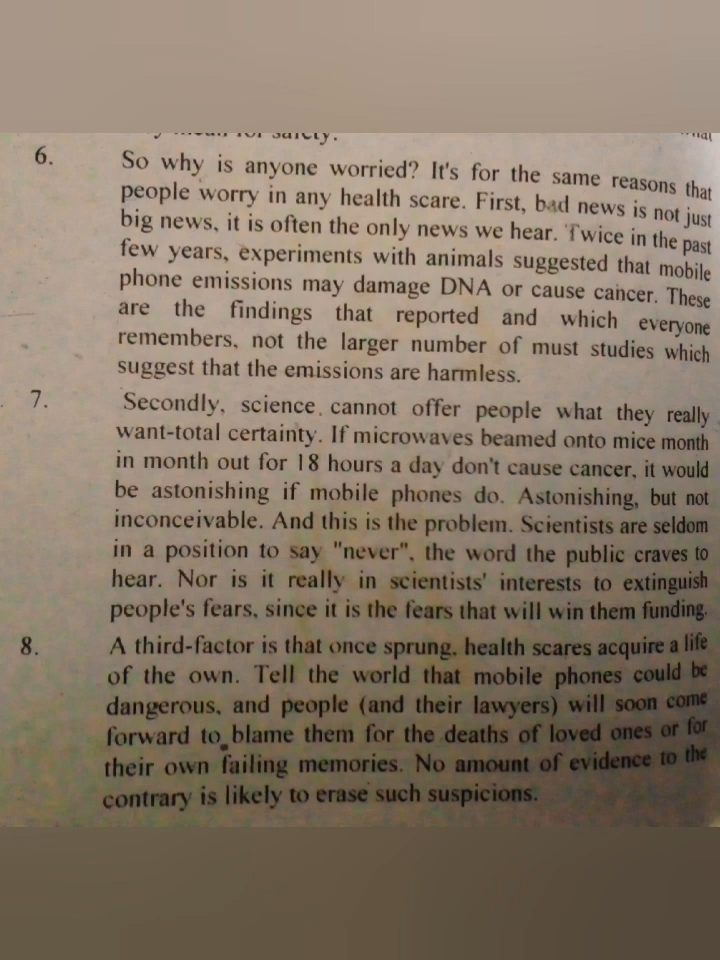 for safety.
6. So why is anyone worried? It's for the same reasons that
people worry in any health scare. First, bad news is not just
big news, it is often the only news we hear. Twice in the past
few years, experiments with animals suggested that mobile
phone emissions may damage DNA or cause cancer. These
are the findings that reported and which everyone
remembers, not the larger number of must studies which
suggest that the emissions are harmless.
7. Secondly, science cannot offer people what they really
want-total certainty. If microwaves beamed onto mice month
in month out for 18 hours a day don't cause cancer, it would
be astonishing if mobile phones do. Astonishing, but not
inconceivable. And this is the problem. Scientists are seldom
in a position to say "never", the word the public craves to
hear. Nor is it really in scientists' interests to extinguish
people's fears, since it is the fears that will win them funding.
8. A third-factor is that once sprung, health scares acquire a life
of the own. Tell the world that mobile phones could be
dangerous, and people (and their lawyers) will soon come
forward to blame them for the deaths of loved ones or for
their own failing memories. No amount of evidence to the
contrary is likely to erase such suspicions.